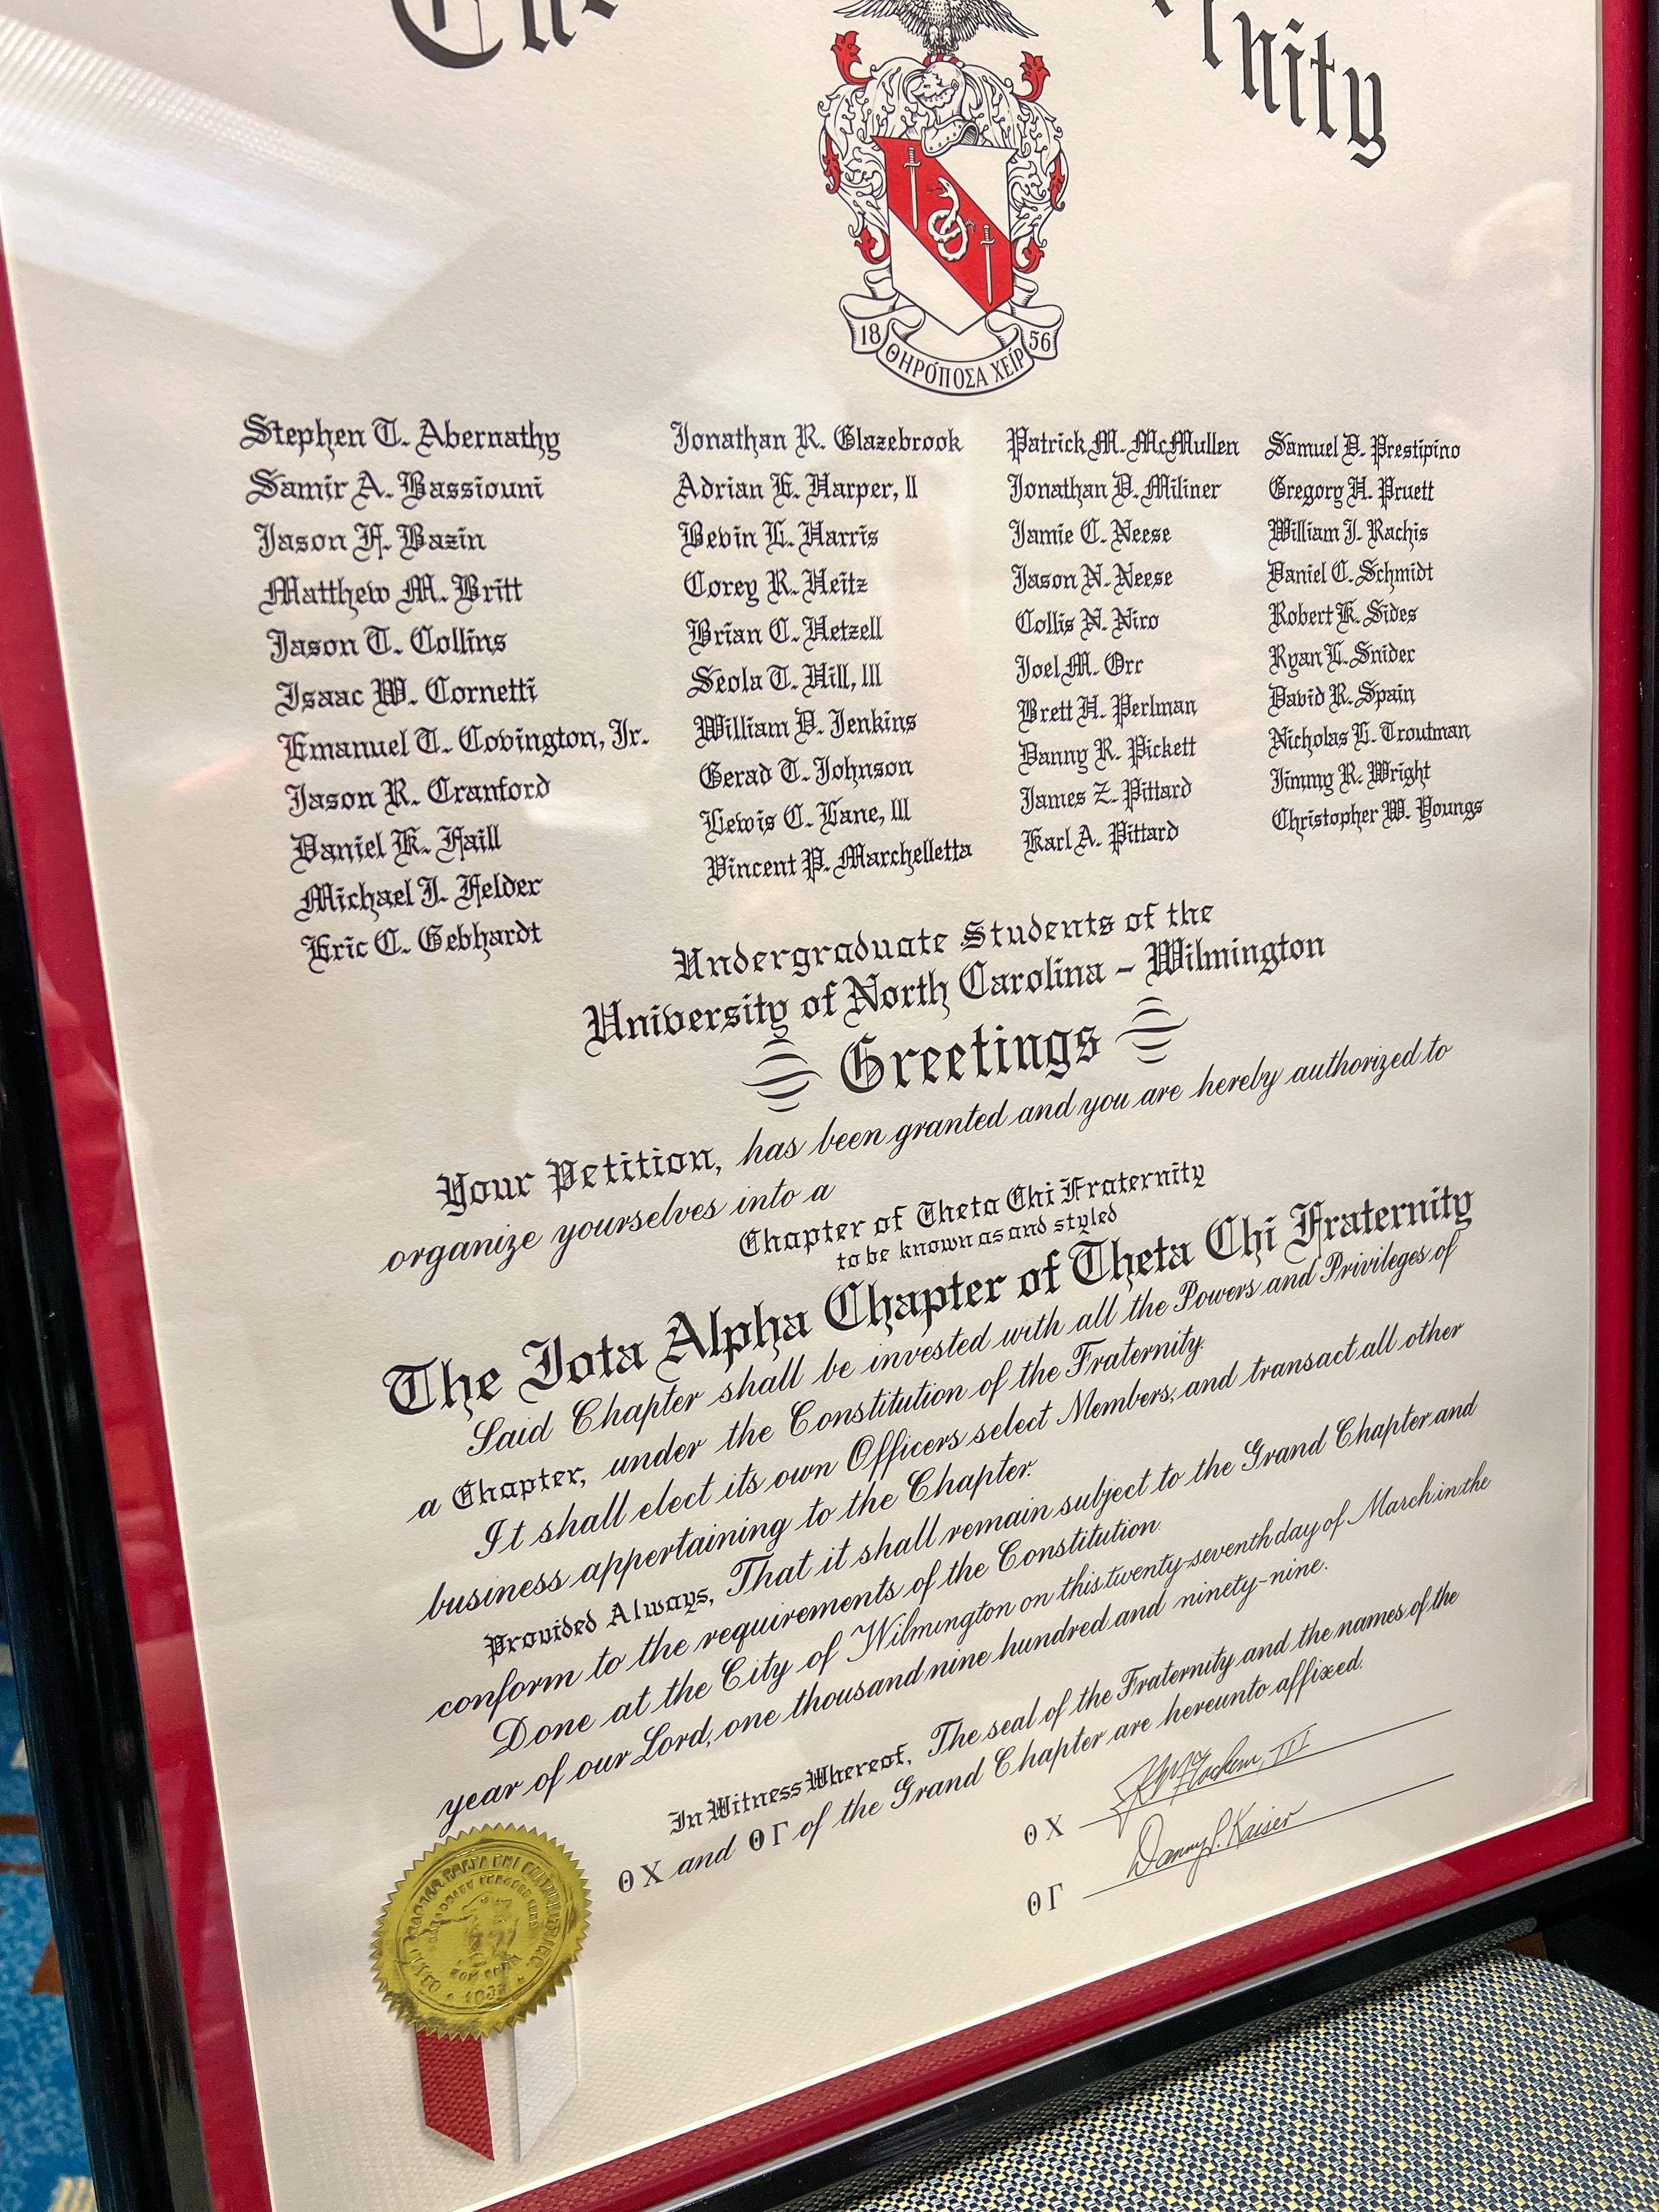 The
nity
18 56
ΘΗΡΌΠΟΣΑ ΧΕΊΡ
Stephen T. Abernathy
Samir A. Bassiouni
Jason F. Bazin
Matthew M. Britt
Jason T. Collins
Isaac W. Cornetti
Emanuel T. Covington, Jr.
Jason R. Cranford
Daniel K. Faill
Michael J. Felder
Eric C. Gebhardt
Jonathan R. Glazebrook
Adrian E. Harper, II
Bevin L. Harris
Corey R. Heitz
Brian C. Hetzell
Seola T. Hill, III
William D. Jenkins
Gerad T. Johnson
Lewis C. Lane, III
Vincent P. Marchelletta
Patrick M. McMullen
Jonathan D. Miliner
Jamie C. Neese
Jason N. Neese
Collis N. Niro
Joel M. Orr
Brett H. Perlman
Danny R. Pickett
James Z. Pittard
Karl A. Pittard
Samuel D. Prestipino
Gregory H. Pruett
William J. Rachis
Daniel C. Schmidt
Robert K. Sides
Ryan L. Snider
David R. Spain
Nicholas L. Troutman
Jimmy R. Wright
Christopher W. Youngs
Undergraduate Students of the
University of North Carolina - Wilmington
Greetings
Your Petition, has been granted and you are hereby authorized to
organize yourselves into a
Chapter of Theta Chi Fraternity
to be known as and styled
The Iota Alpha Chapter of Theta Chi Fraternity
Said Chapter shall be invested with all the Powers and Privileges of
a Chapter, under the Constitution of the Fraternity.
It shall elect its own Officers select Members, and transact all other
business appertaining to the Chapter.
Provided Always, That it shall remain subject to the Grand Chapter and
conform to the requirements of the Constitution
Done at the City of Wilmington on this twenty-seventh day of March in the
year of our Lord, one thousand nine hundred and ninety-nine.
In Witness Whereof, The seal of the Fraternity and the names of the
ΘΧ and ΘΓ of the Grand Chapter are hereunto affixed.
ΘΧ III
ΘΓ Danny P. Kaiser